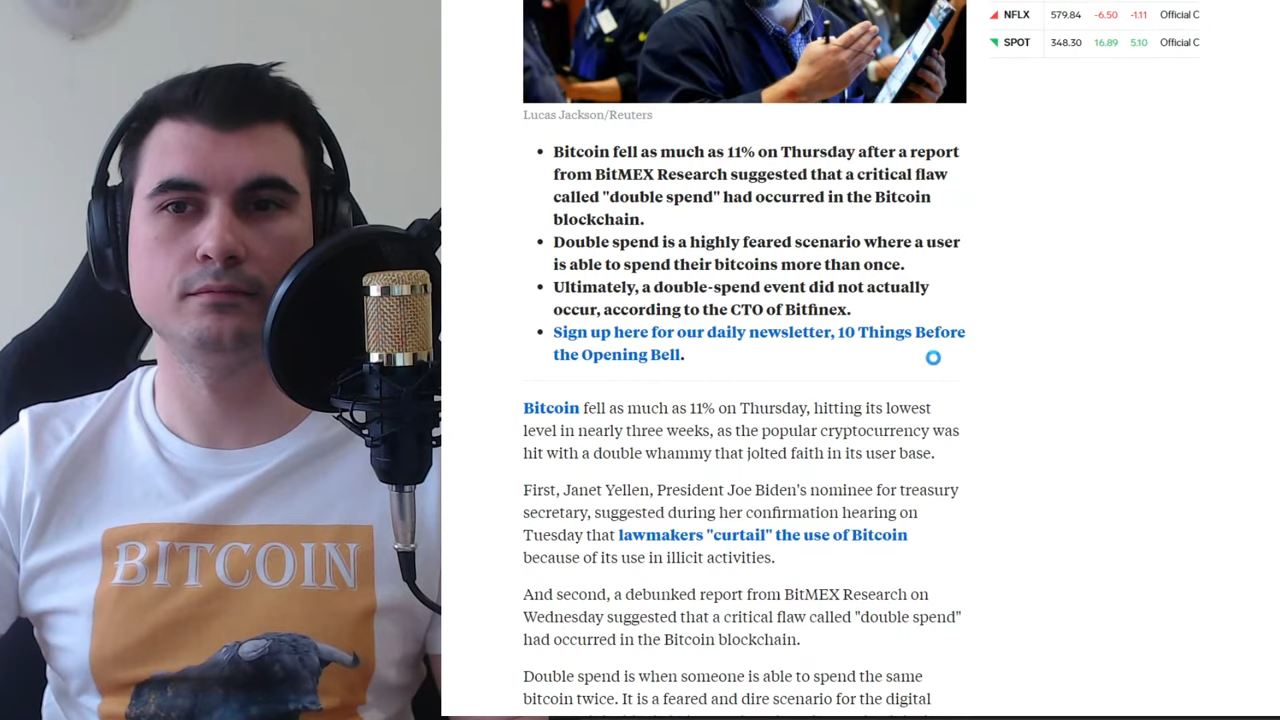 NFLX 579.84 -6.50 -1.11 Official C
SPOT 348.30 16.89 5.10 Official C
Lucas Jackson/Reuters
• Bitcoin fell as much as 11% on Thursday after a report
from BitMEX Research suggested that a critical flaw
called "double spend" had occurred in the Bitcoin
blockchain.
• Double spend is a highly feared scenario where a user
is able to spend their bitcoins more than once.
• Ultimately, a double-spend event did not actually
occur, according to the CTO of Bitfinex.
• Sign up here for our daily newsletter, 10 Things Before
the Opening Bell.
Bitcoin fell as much as 11% on Thursday, hitting its lowest
level in nearly three weeks, as the popular cryptocurrency was
hit with a double whammy that jolted faith in its user base.
First, Janet Yellen, President Joe Biden's nominee for treasury
secretary, suggested during her confirmation hearing on
Tuesday that lawmakers "curtail" the use of Bitcoin
because of its use in illicit activities.
And second, a debunked report from BitMEX Research on
Wednesday suggested that a critical flaw called "double spend"
had occurred in the Bitcoin blockchain.
Double spend is when someone is able to spend the same
bitcoin twice. It is a feared and dire scenario for the digital
BITCOIN